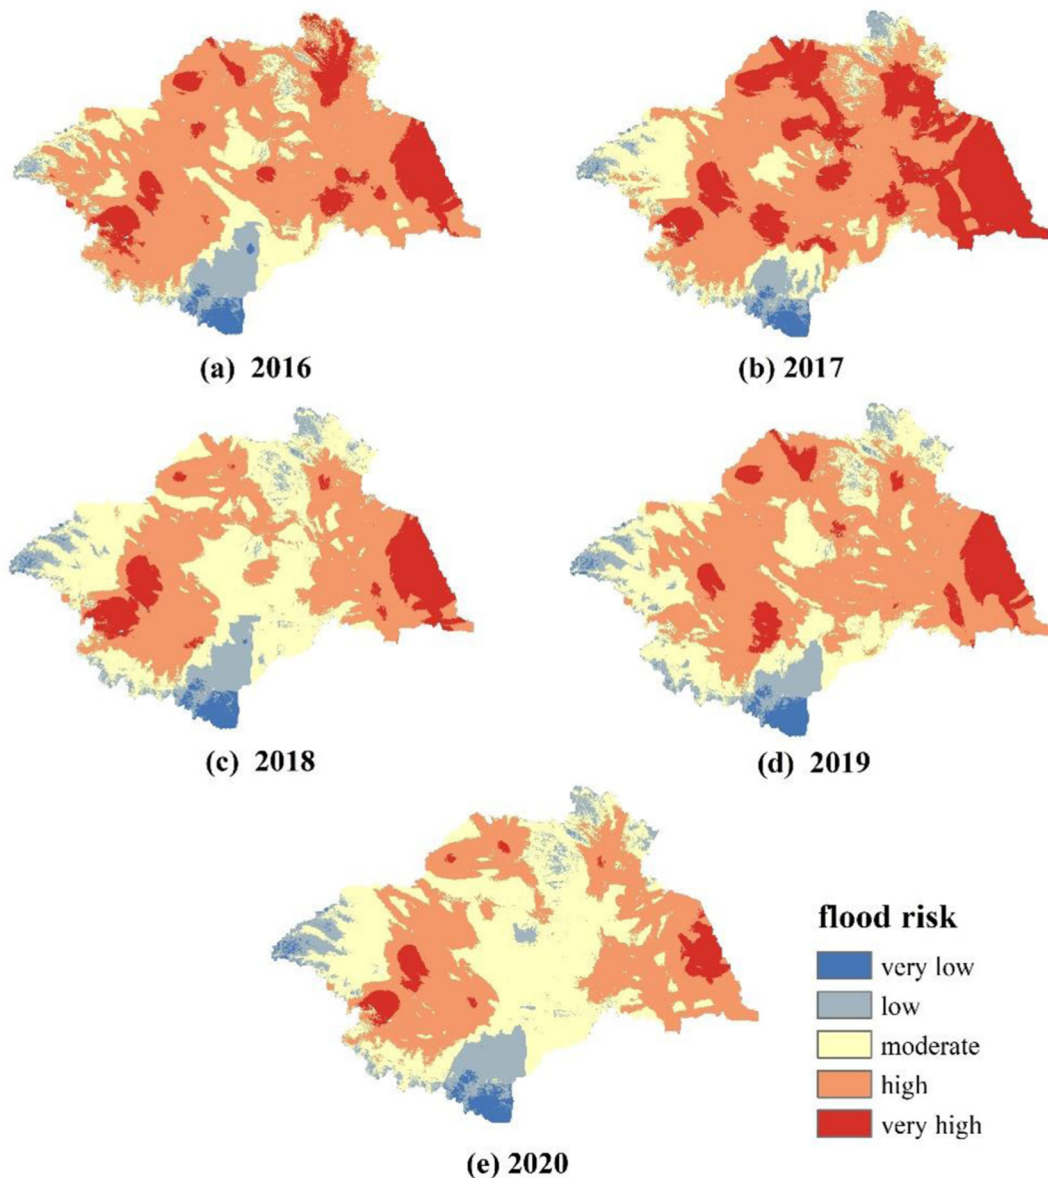 (a) 2016
(b) 2017
(c) 2018
(d) 2019
(e) 2020
flood risk
very low
low
moderate
high
very high